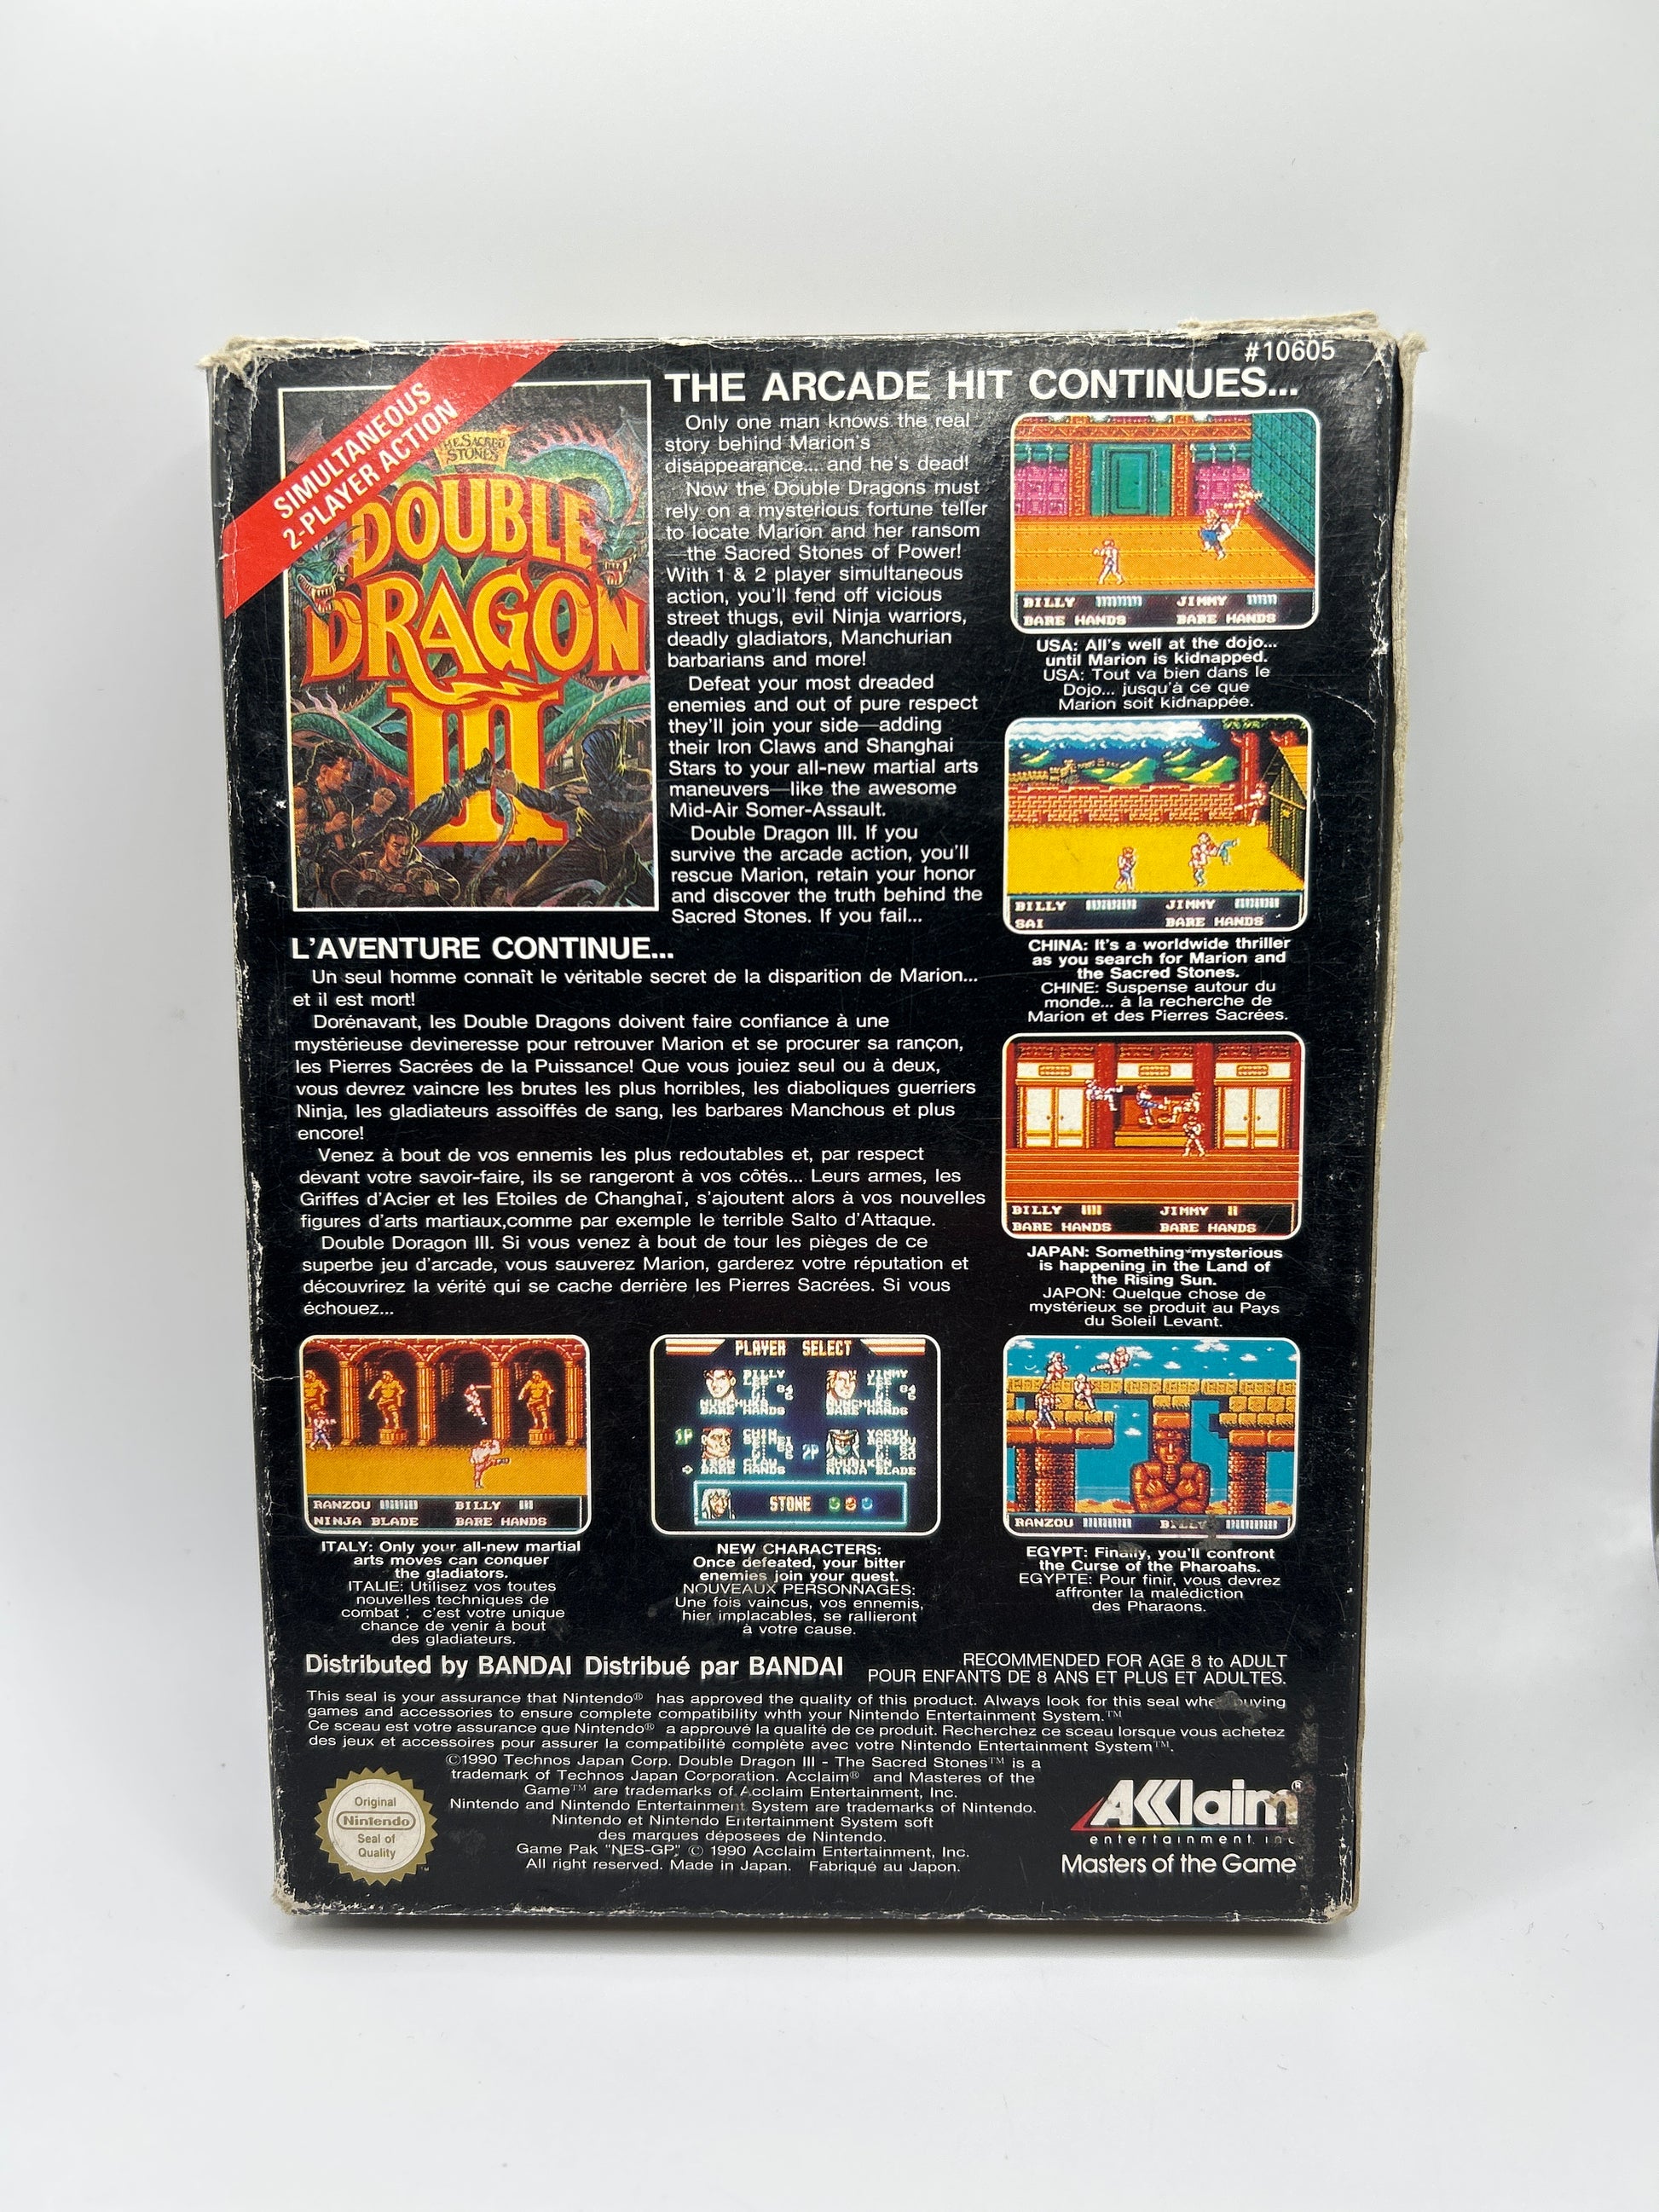 #10605
SIMULTANEOUS
2-PLAYER ACTION
THE SACRED
STONES
DOUBLE
DRAGON
III
THE ARCADE HIT CONTINUES...
Only one man knows the real
story behind Marion's
disappearance... and he's dead!
Now the Double Dragons must
rely on a mysterious fortune teller
to locate Marion and her ransom
—the Sacred Stones of Power!
With 1 & 2 player simultaneous
action, you'll fend off vicious
street thugs, evil Ninja warriors,
deadly gladiators, Manchurian
barbarians and more!
Defeat your most dreaded
enemies and out of pure respect
they'll join your side—adding
their Iron Claws and Shanghai
Stars to your all-new martial arts
maneuvers—like the awesome
Mid-Air Somer-Assault.
Double Dragon III. If you
survive the arcade action, you'll
rescue Marion, retain your honor
and discover the truth behind the
Sacred Stones. If you fail...
BILLY JIMMY
BARE HANDS BARE HANDS
USA: All's well at the dojo...
until Marion is kidnapped.
USA: Tout va bien dans le
Dojo... jusqu'à ce que
Marion soit kidnappée.
BILLY JIMMY
SAI BARE HANDS
CHINA: It's a worldwide thriller
as you search for Marion and
the Sacred Stones.
CHINE: Suspense autour du
monde... à la recherche de
Marion et des Pierres Sacrées.
BILLY JIMMY
BARE HANDS BARE HANDS
JAPAN: Something mysterious
is happening in the Land of
the Rising Sun.
JAPON: Quelque chose de
mystérieux se produit au Pays
du Soleil Levant.
L'AVENTURE CONTINUE...
Un seul homme connaît le véritable secret de la disparition de Marion...
et il est mort!
Dorénavant, les Double Dragons doivent faire confiance à une
mystérieuse devineresse pour retrouver Marion et se procurer sa rançon,
les Pierres Sacrées de la Puissance! Que vous jouiez seul ou à deux,
vous devrez vaincre les brutes les plus horribles, les diaboliques guerriers
Ninja, les gladiateurs assoiffés de sang, les barbares Manchous et plus
encore!
Venez à bout de vos ennemis les plus redoutables et, par respect
devant votre savoir-faire, ils se rangeront à vos côtés... Leurs armes, les
Griffes d'Acier et les Etoiles de Changhaï, s'ajoutent alors à vos nouvelles
figures d'arts martiaux,comme par exemple le terrible Salto d'Attaque.
Double Doragon III. Si vous venez à bout de tour les pièges de ce
superbe jeu d'arcade, vous sauverez Marion, garderez votre réputation et
découvrirez la vérité qui se cache derrière les Pierres Sacrées. Si vous
échouez...
RANZOU BILLY
NINJA BLADE BARE HANDS
ITALY: Only your all-new martial
arts moves can conquer
the gladiators.
ITALIE: Utilisez vos toutes
nouvelles techniques de
combat : c'est votre unique
chance de venir à bout
des gladiateurs.
PLAYER SELECT
BILLY JIMMY
LEE LEE
NUNCHUKS NUNCHUKS
BARE HANDS BARE HANDS
1P CHIN 2P YAGYU
SEIMEI RANZOU
IRON CLAW SHURIKEN
BARE HANDS NINJA BLADE
STONE
NEW CHARACTERS:
Once defeated, your bitter
enemies join your quest.
NOUVEAUX PERSONNAGES:
Une fois vaincus, vos ennemis,
hier implacables, se rallieront
à votre cause.
RANZOU BILLY
EGYPT: Finally, you'll confront
the Curse of the Pharoahs.
EGYPTE: Pour finir, vous devrez
affronter la malédiction
des Pharaons.
Distributed by BANDAI Distribué par BANDAI
RECOMMENDED FOR AGE 8 to ADULT
POUR ENFANTS DE 8 ANS ET PLUS ET ADULTES.
This seal is your assurance that Nintendo® has approved the quality of this product. Always look for this seal when buying
games and accessories to ensure complete compatibility whth your Nintendo Entertainment System.™
Ce sceau est votre assurance que Nintendo® a approuvé la qualité de ce produit. Recherchez ce sceau lorsque vous achetez
des jeux et accessoires pour assurer la compatibilité complète avec votre Nintendo Entertainment System™.
©1990 Technos Japan Corp. Double Dragon III - The Sacred Stones™ is a
trademark of Technos Japan Corporation. Acclaim® and Masteres of the
Game™ are trademarks of Acclaim Entertainment, Inc.
Nintendo and Nintendo Entertainment System are trademarks of Nintendo.
Nintendo et Nintendo Entertainment System soft
des marques déposees de Nintendo.
Game Pak "NES-GP." © 1990 Acclaim Entertainment, Inc.
All right reserved. Made in Japan. Fabriqué au Japon.
Original
Nintendo
Seal of
Quality
™
AKKlaim®
entertainment, inc
Masters of the Game™